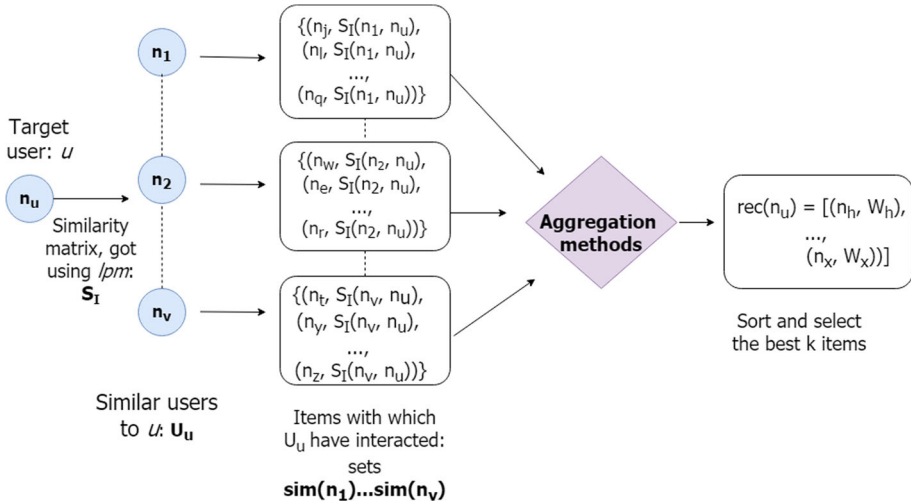 Target
user: u
n_u
Similarity
matrix, got
using lpm:
S_I
n_1
n_2
n_v
Similar users
to u: U_u
{(n_j, S_I(n_1, n_u),
(n_l, S_I(n_1, n_u),
...,
(n_q, S_I(n_1, n_u))}
{(n_w, S_I(n_2, n_u),
(n_e, S_I(n_2, n_u),
...,
(n_r, S_I(n_2, n_u))}
{(n_t, S_I(n_v, n_u),
(n_y, S_I(n_v, n_u),
...,
(n_z, S_I(n_v, n_u))}
Items with which
U_u have interacted:
sets
sim(n_1)...sim(n_v)
Aggregation
methods
rec(n_u) = [(n_h, W_h),
...,
(n_x, W_x))]
Sort and select
the best k items